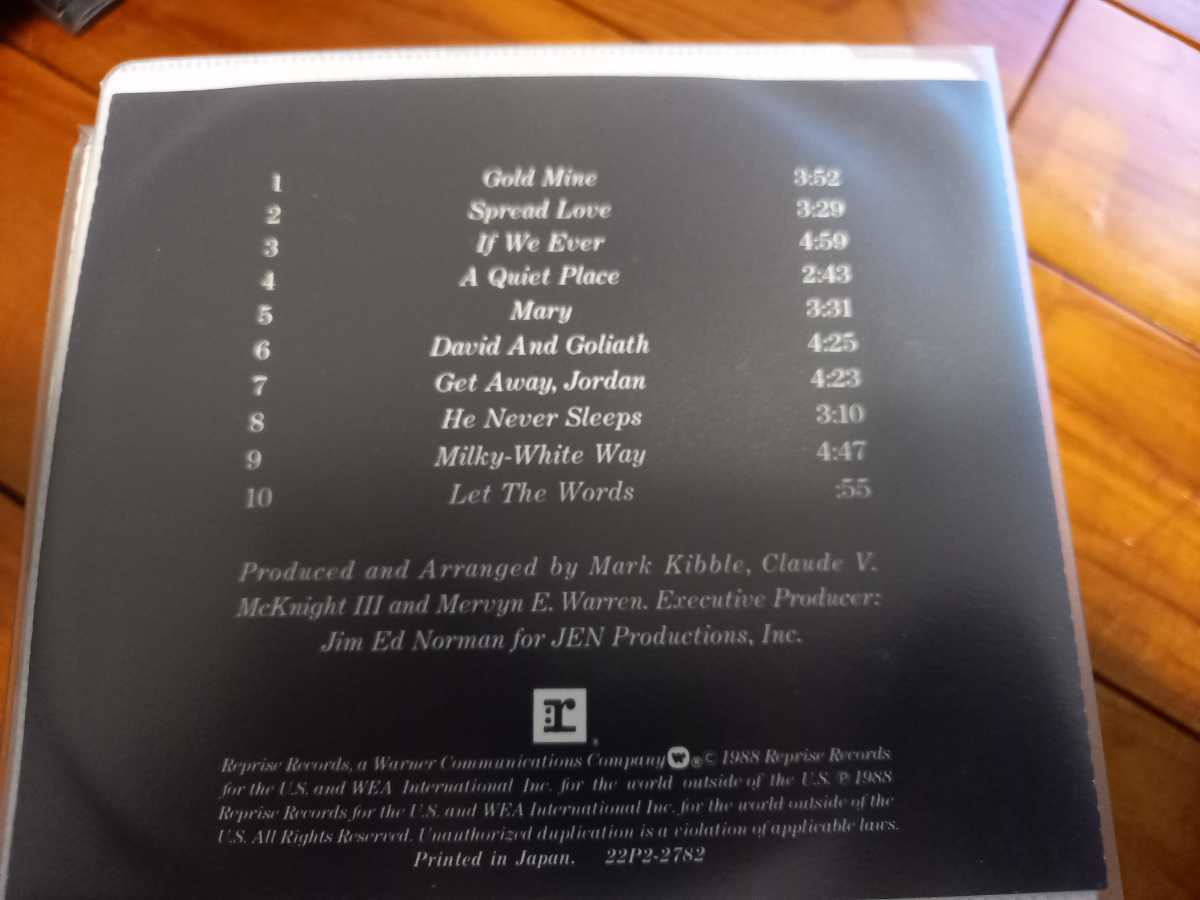 1 Gold Mine 3:52
2 Spread Love 3:29
3 If We Ever 4:59
4 A Quiet Place 2:43
5 Mary 3:31
6 David And Goliath 4:25
7 Get Away, Jordan 4:23
8 He Never Sleeps 3:10
9 Milky-White Way 4:47
10 Let The Words :55
Produced and Arranged by Mark Kibble, Claude V.
McKnight III and Mervyn E. Warren. Executive Producer:
Jim Ed Norman for JEN Productions, Inc.
:r
Reprise Records, a Warner Communications Company W ® © 1988 Reprise Records
for the U.S. and WEA International Inc. for the world outside of the U.S. ℗ 1988
Reprise Records for the U.S. and WEA International Inc. for the world outside of the
U.S. All Rights Reserved. Unauthorized duplication is a violation of applicable laws.
Printed in Japan. 22P2-2782